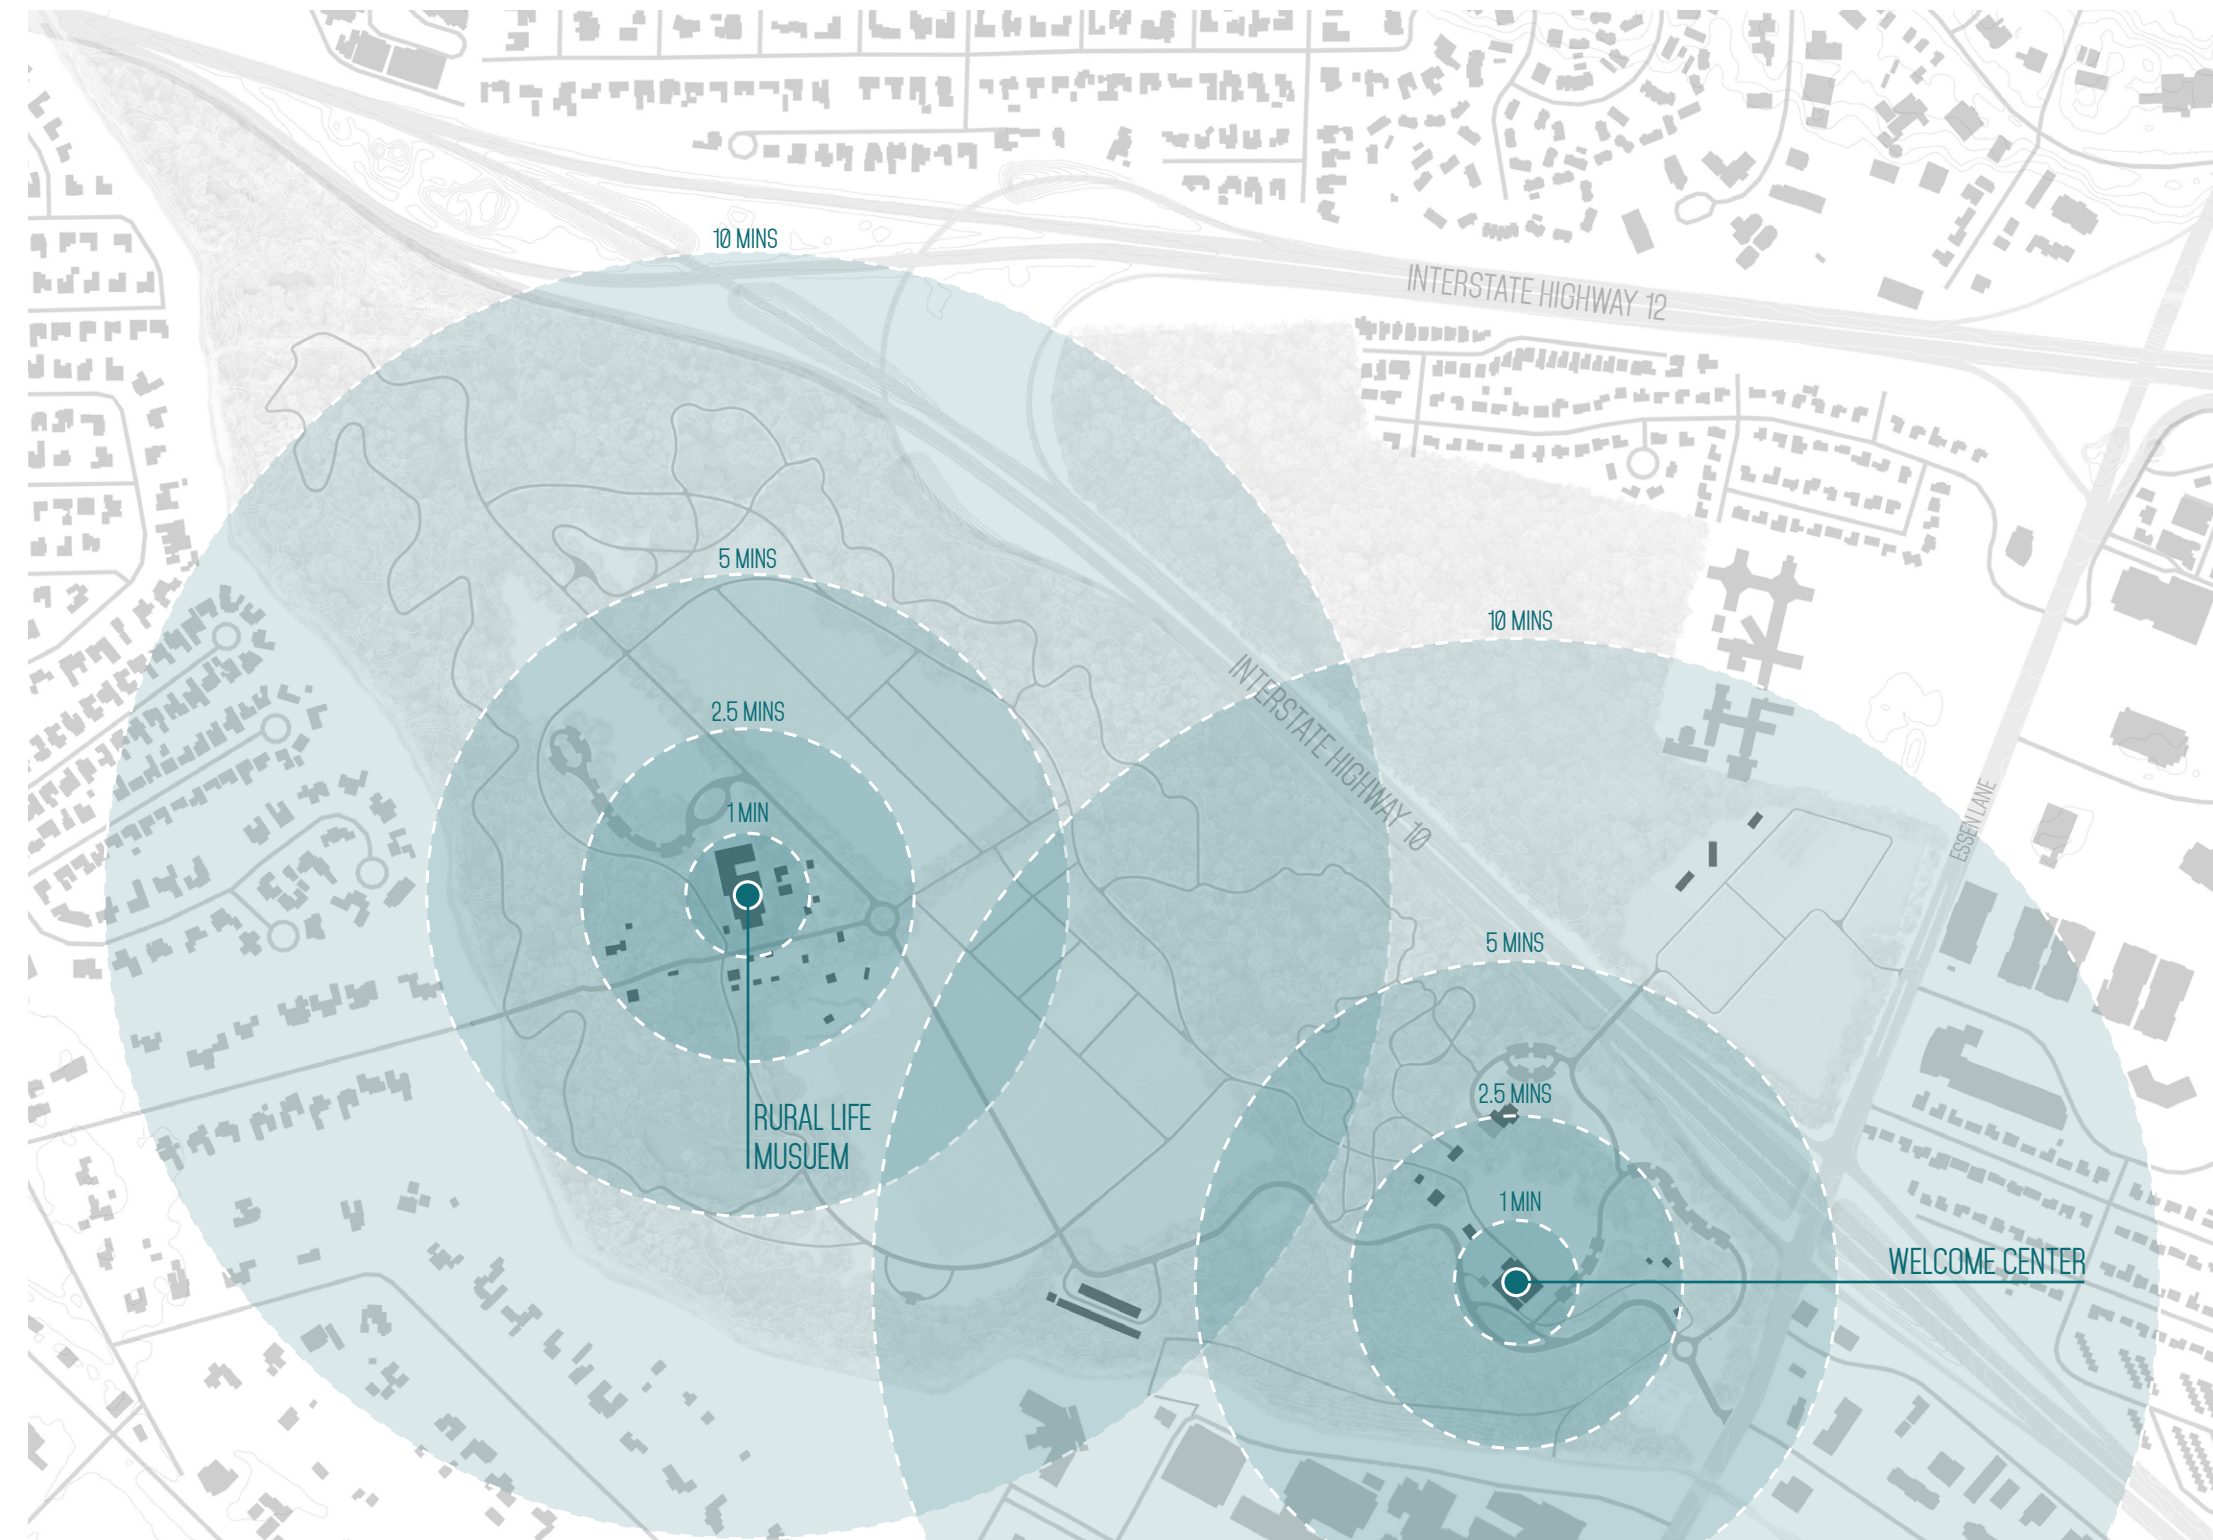 10 MINS
INTERSTATE HIGHWAY 12
5 MINS
10 MINS
2.5 MINS
INTERSTATE HIGHWAY 10
1 MIN
ESSEN LANE
5 MINS
2.5 MINS
RURAL LIFE
MUSUEM
1 MIN
WELCOME CENTER